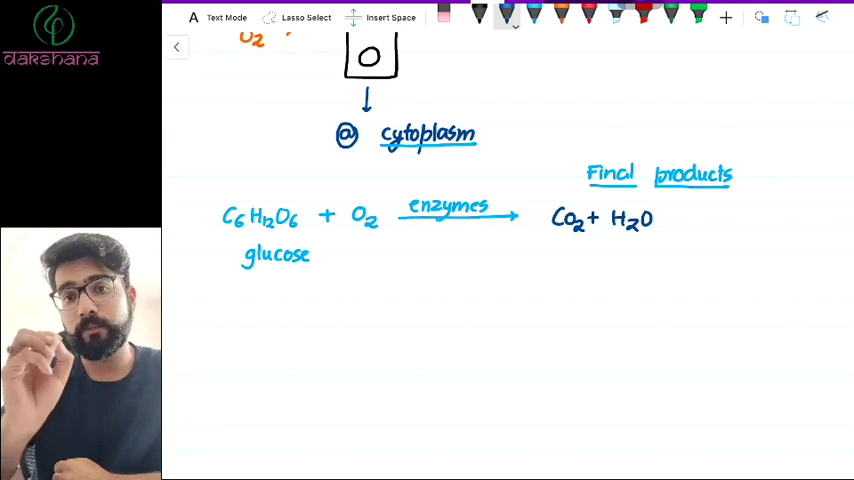 dakshana
A Text Mode Lasso Select Insert Space
O2
@ cytoplasm
Final products
C6H12O6 + O2 enzymes CO2 + H2O
glucose